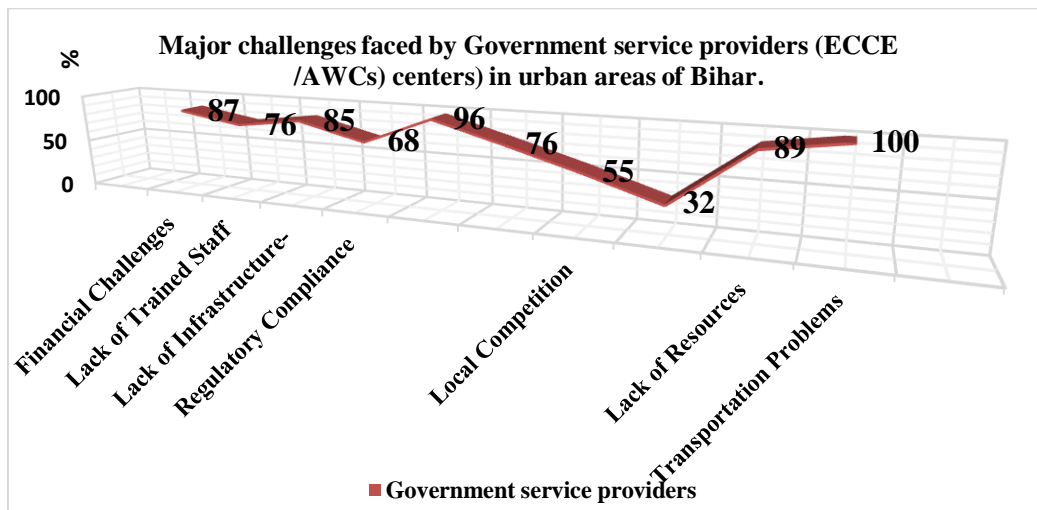 Major challenges faced by Government service providers (ECCE
/AWCs) centers) in urban areas of Bihar.
%
100
50
0
87
76
85
68
96
76
55
32
89
100
Financial Challenges
Lack of Trained Staff
Lack of Infrastructure-
Regulatory Compliance
Local Competition
Lack of Resources
Transportation Problems
Government service providers